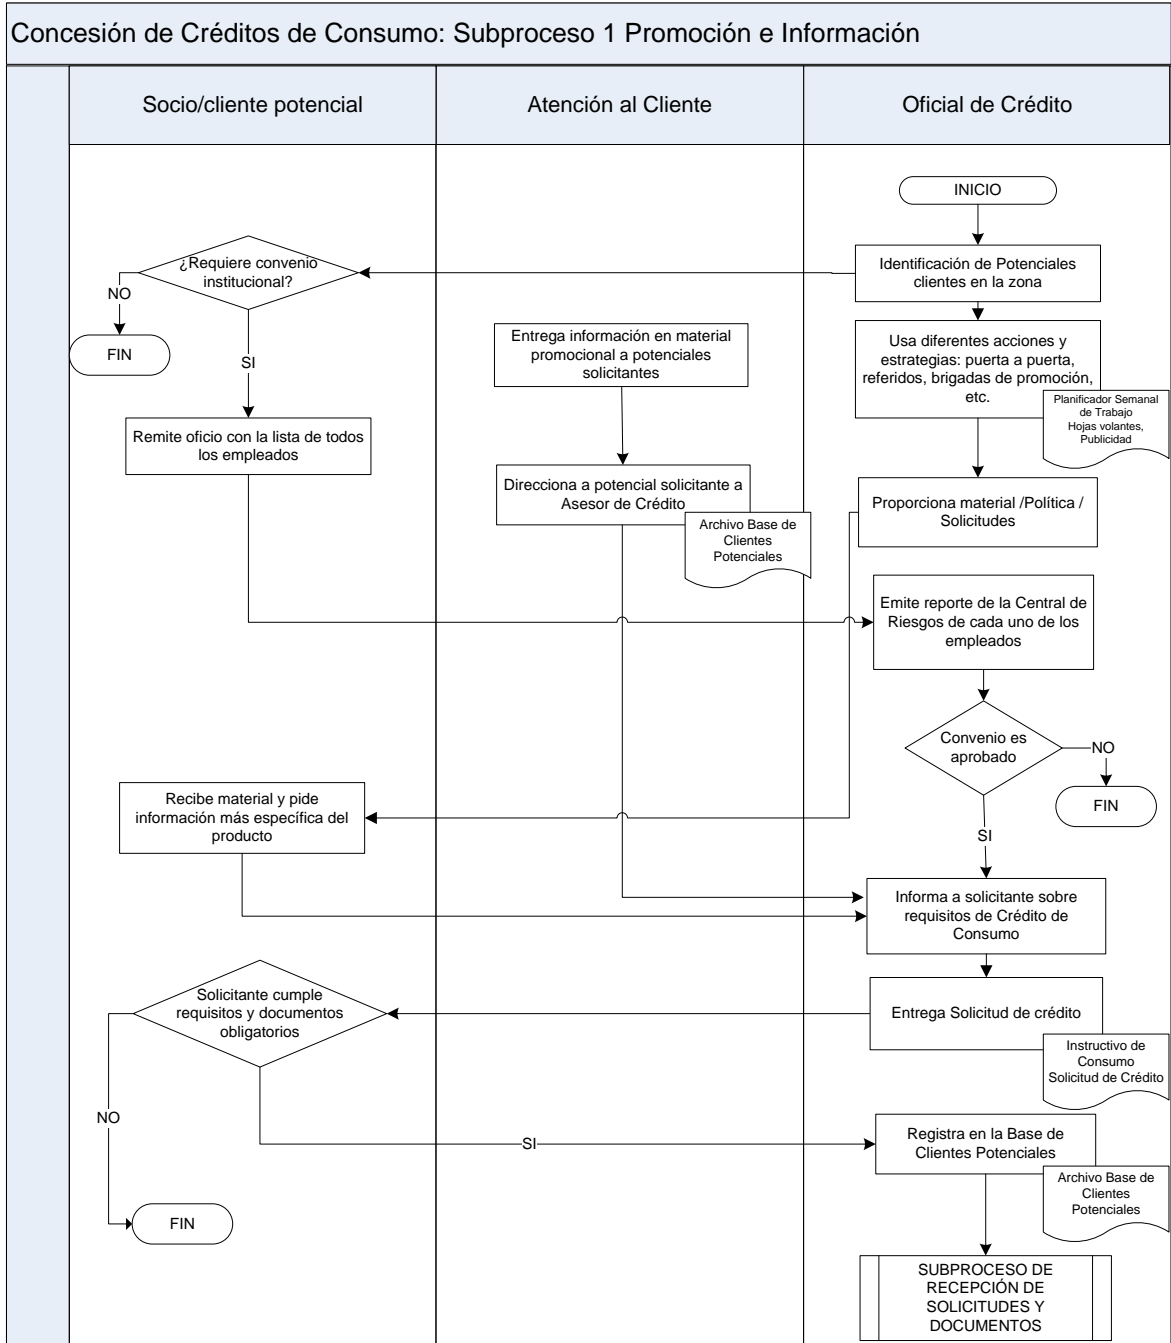 Concesión de Créditos de Consumo: Subproceso 1 Promoción e Información
Socio/cliente potencial
Atención al Cliente
Oficial de Crédito
INICIO
¿Requiere convenio
institucional?
Identificación de Potenciales
clientes en la zona
NO
FIN
SI
Entrega información en material
promocional a potenciales
solicitantes
Usa diferentes acciones y
estrategias: puerta a puerta,
referidos, brigadas de promoción,
etc.
Planificador Semanal
de Trabajo
Hojas volantes,
Publicidad
Remite oficio con la lista de todos
los empleados
Direcciona a potencial solicitante a
Asesor de Crédito
Archivo Base de
Clientes
Potenciales
Proporciona material /Política /
Solicitudes
Emite reporte de la Central de
Riesgos de cada uno de los
empleados
Convenio es
aprobado
NO
FIN
SI
Recibe material y pide
información más específica del
producto
Informa a solicitante sobre
requisitos de Crédito de
Consumo
Solicitante cumple
requisitos y documentos
obligatorios
Entrega Solicitud de crédito
Instructivo de
Consumo
Solicitud de Crédito
NO
SI
Registra en la Base de
Clientes Potenciales
Archivo Base de
Clientes
Potenciales
FIN
SUBPROCESO DE
RECEPCIÓN DE
SOLICITUDES Y
DOCUMENTOS